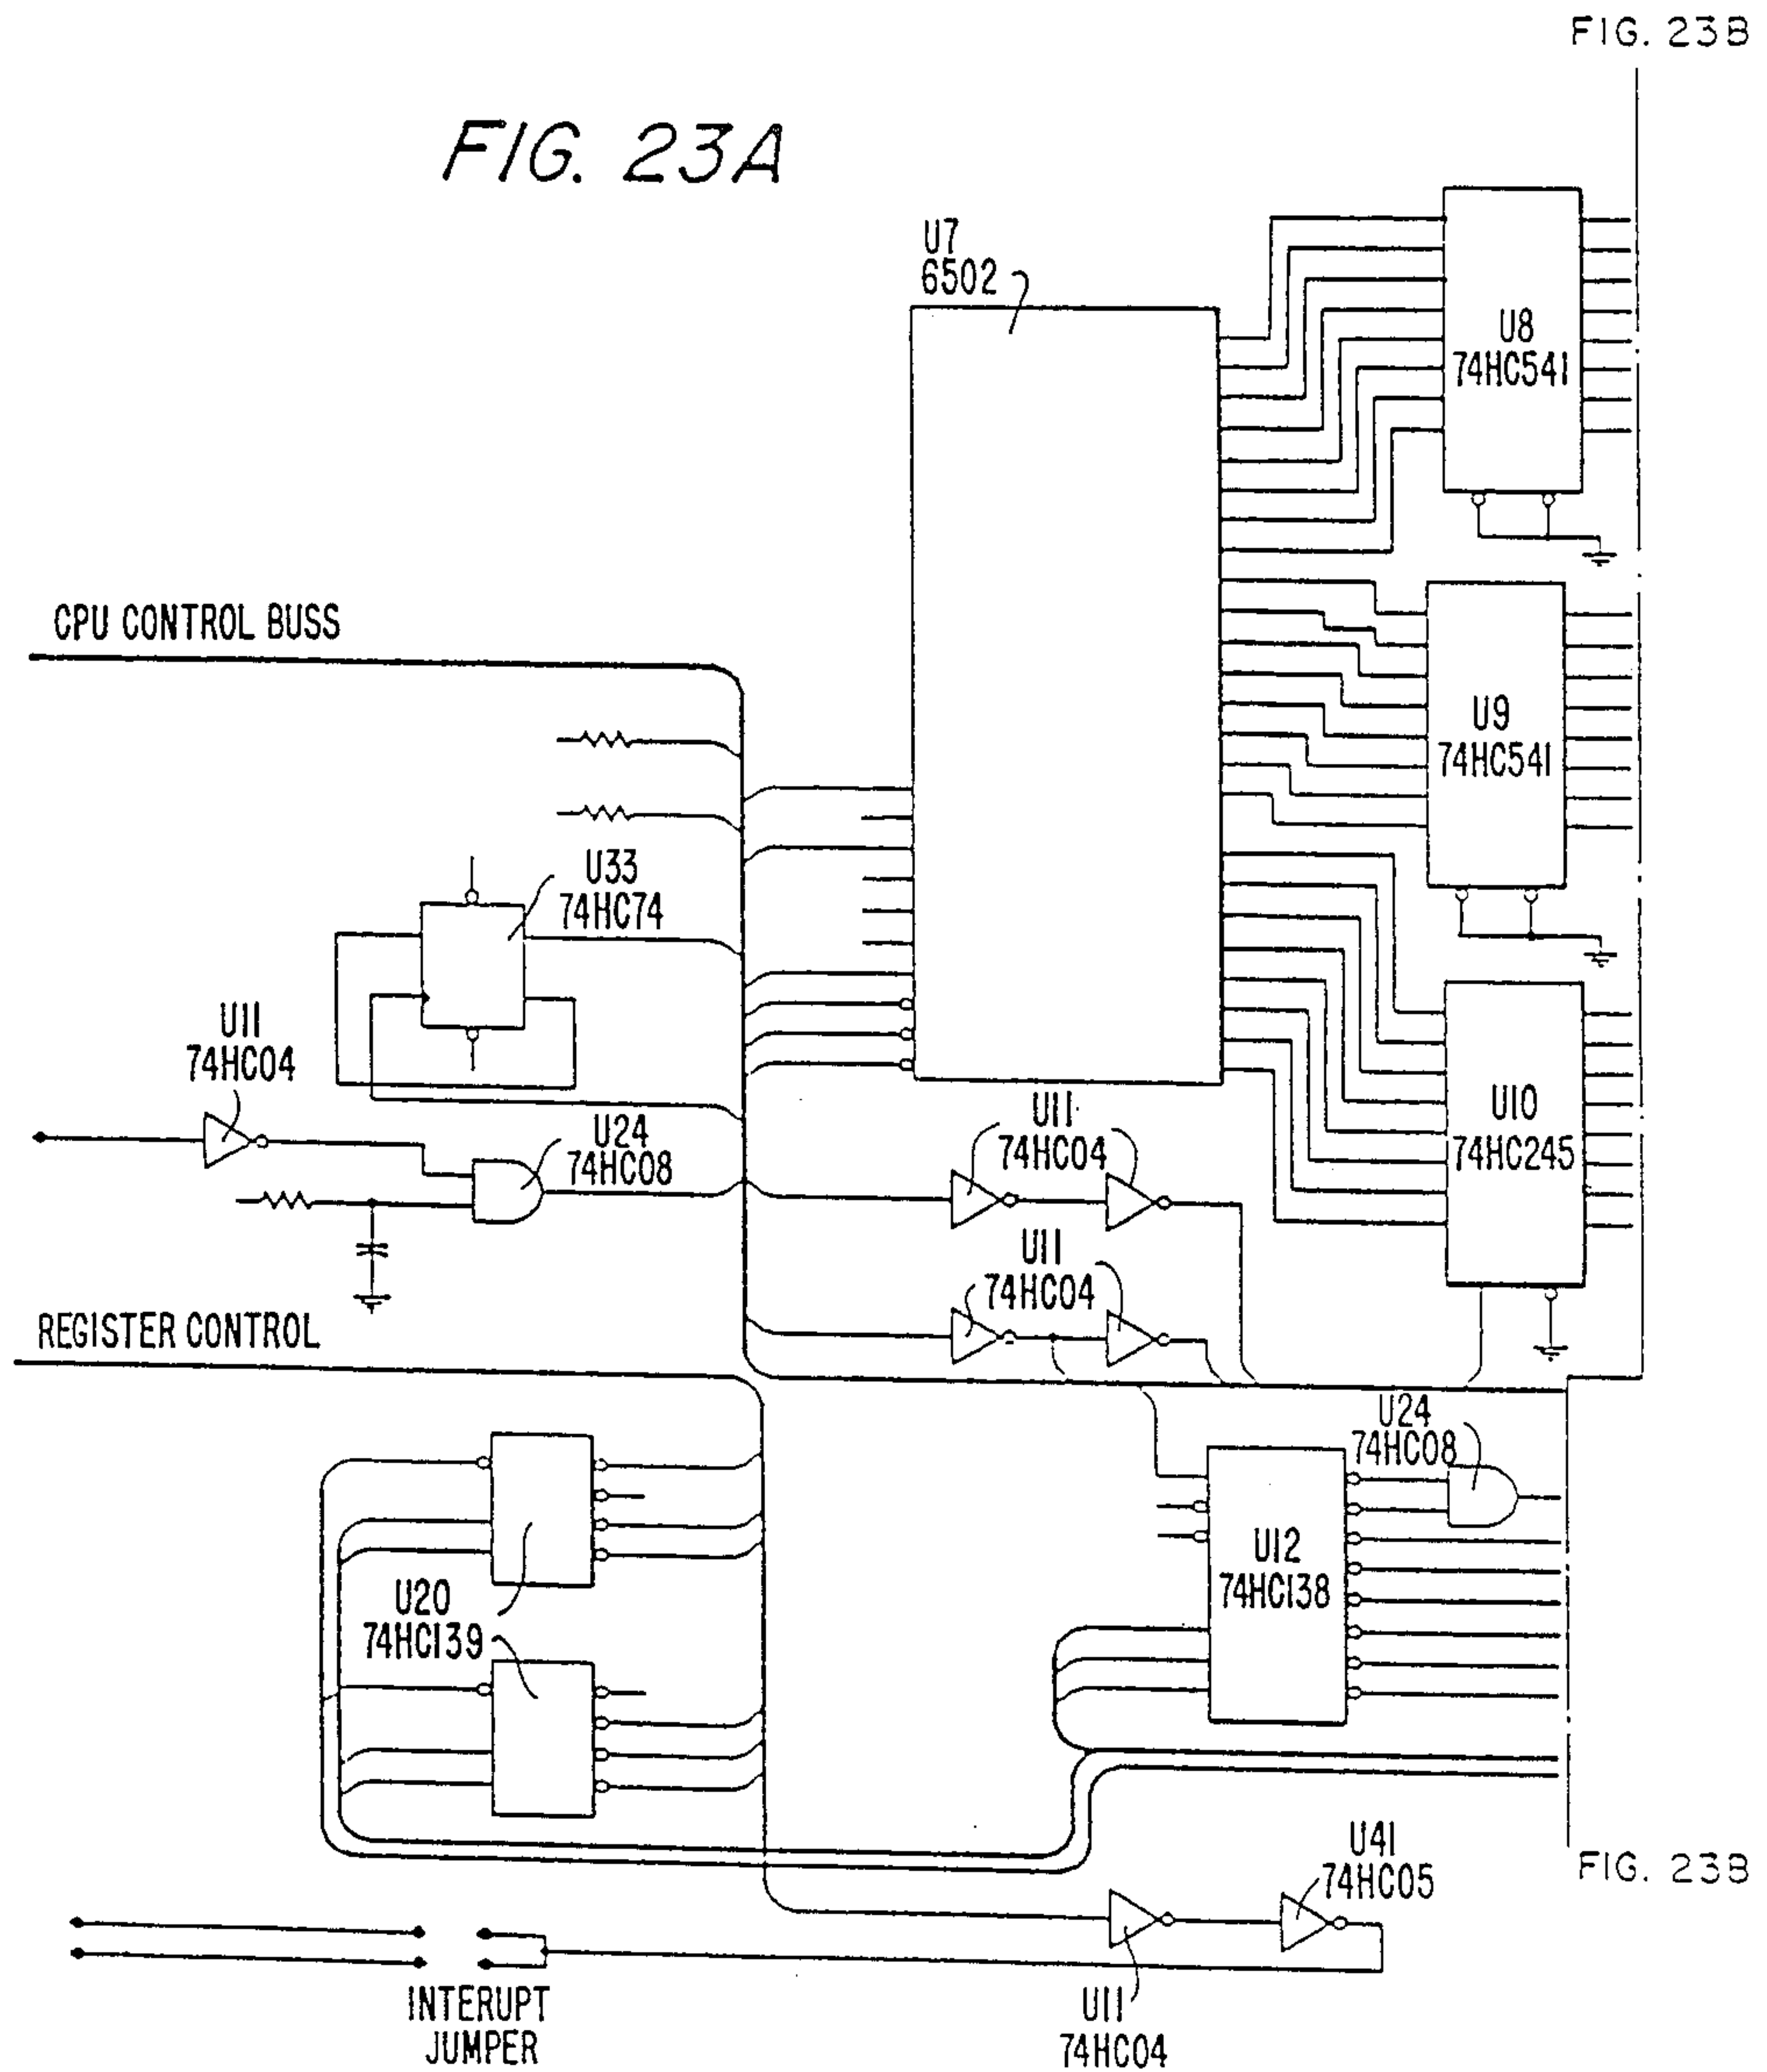 FIG. 23B
FIG. 23A
U7
6502
U8
74HC541
CPU CONTROL BUSS
U9
74HC541
U33
74HC74
U11
74HC04
U24
74HC08
U11
74HC04
U10
74HC245
U11
74HC04
REGISTER CONTROL
U24
74HC08
U12
74HC138
U20
74HC139
U41
74HC05
FIG. 23B
INTERUPT
JUMPER
U11
74HC04